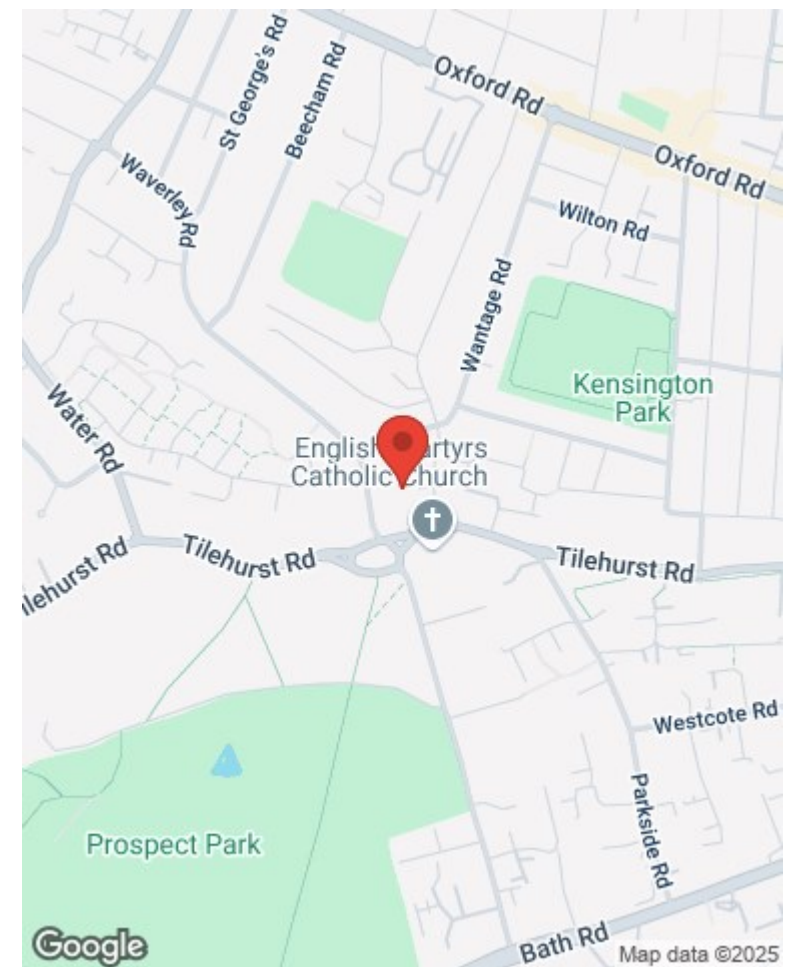 Oxford Rd
St George's Rd
Beecham Rd
Oxford Rd
Waverley Rd
Wilton Rd
Wantage Rd
Kensington
Park
Water Rd
English Martyrs
Catholic Church
Tilehurst Rd
ilehurst Rd
Tilehurst Rd
Westcote Rd
Parkside Rd
Prospect Park
Bath Rd
Google
Map data ©2025